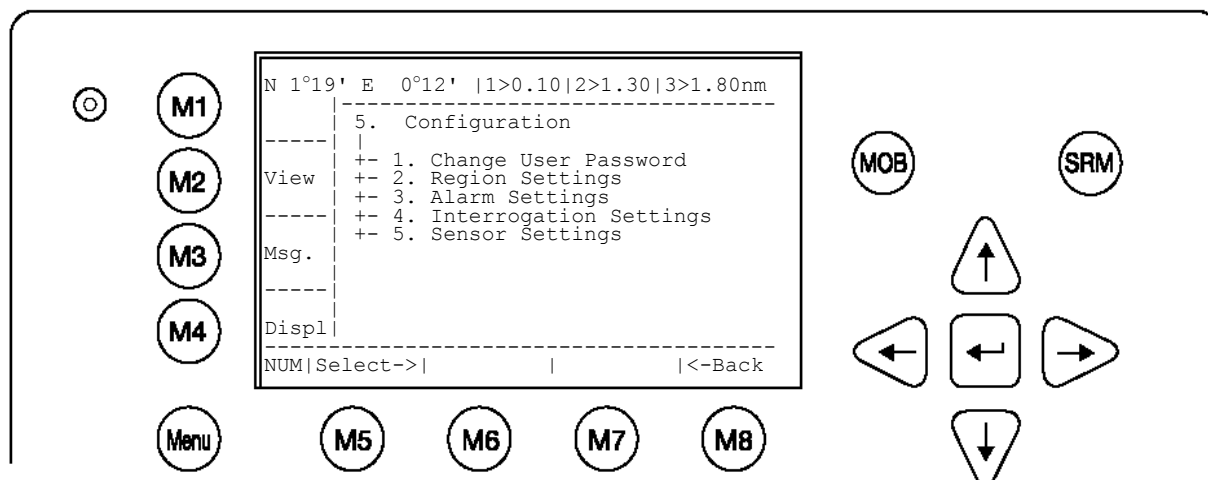 N 1°19' E 0°12' |1>0.10|2>1.30|3>1.80nm
5. Configuration
+- 1. Change User Password
+- 2. Region Settings
+- 3. Alarm Settings
+- 4. Interrogation Settings
+- 5. Sensor Settings
View
Msg.
Displ
NUM|Select->| | |<-Back
M1
M2
M3
M4
Menu
M5
M6
M7
M8
MOB
SRM